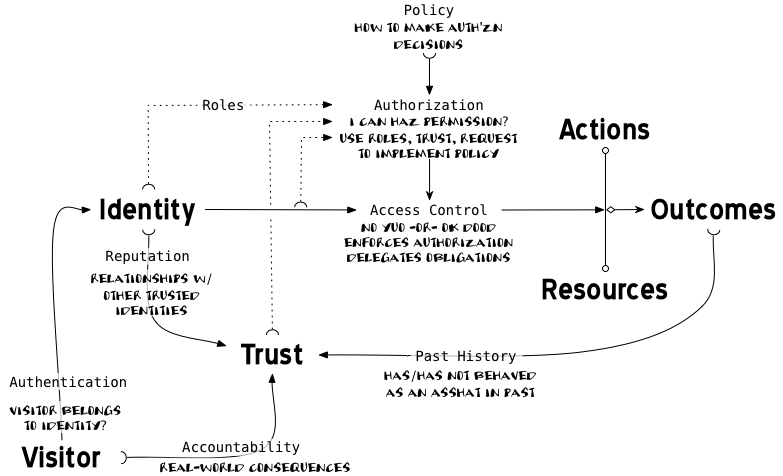 Policy
HOW TO MAKE AUTH'ZN
DECISIONS
Roles
Authorization
I CAN HAZ PERMISSION?
USE ROLES, TRUST, REQUEST
TO IMPLEMENT POLICY
Actions
Identity
Access Control
NO YUO -OR- OK DOOD
ENFORCES AUTHORIZATION
DELEGATES OBLIGATIONS
Outcomes
Reputation
RELATIONSHIPS W/
OTHER TRUSTED
IDENTITIES
Resources
Trust
Past History
HAS/HAS NOT BEHAVED
AS AN ASSHAT IN PAST
Authentication
VISITOR BELONGS
TO IDENTITY?
Visitor
Accountability
REAL-WORLD CONSEQUENCES